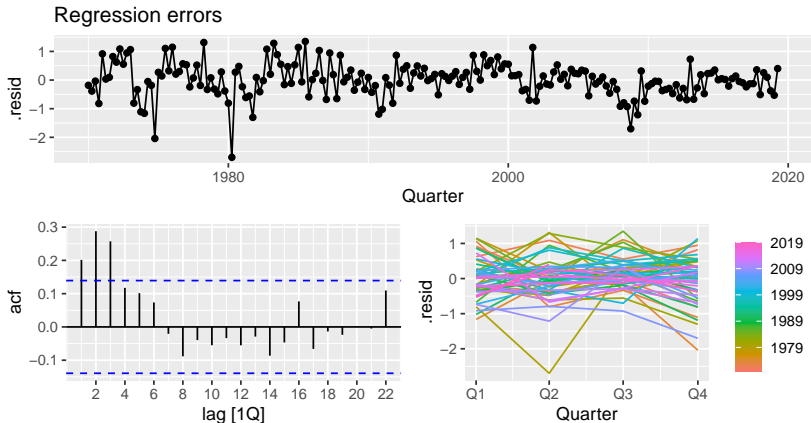 Regression errors
1
0
−1
−2
.resid
1980
2000
2020
Quarter
0.3
0.2
0.1
0.0
−0.1
acf
2 4 6 8 10 12 14 16 18 20 22
lag [1Q]
1
0
−1
−2
.resid
Q1 Q2 Q3 Q4
Quarter
2019
2009
1999
1989
1979